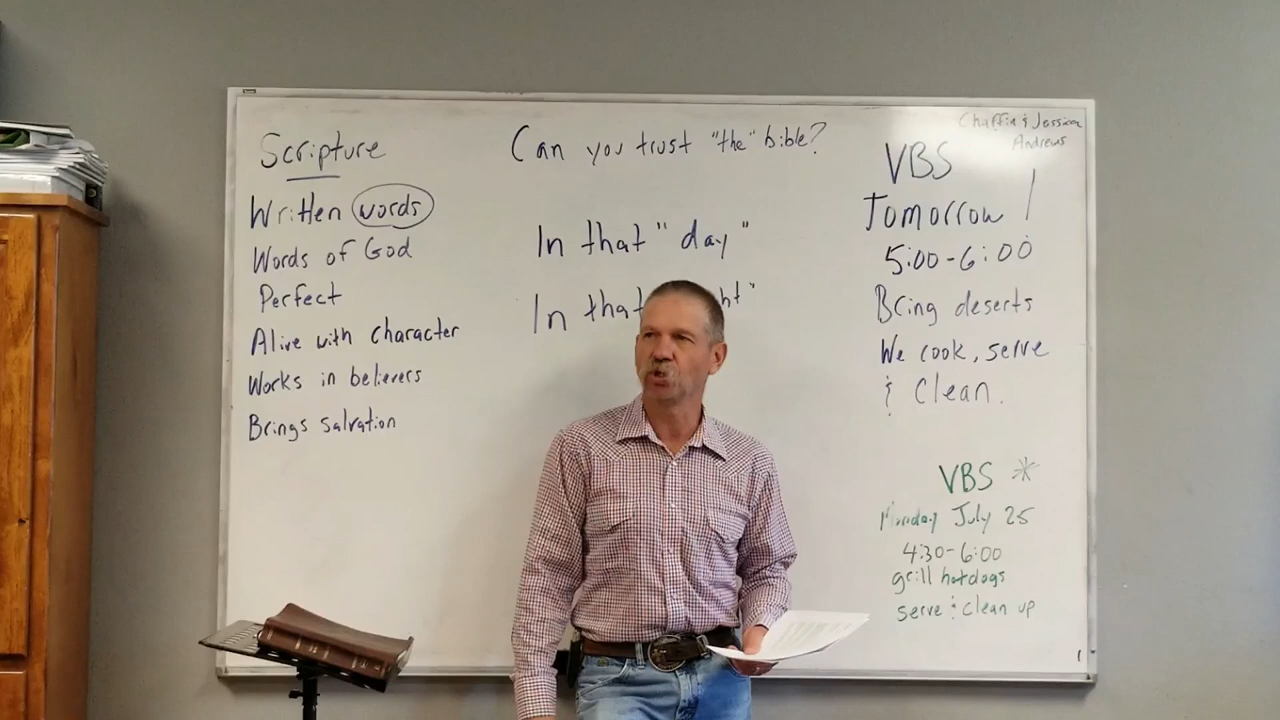 Scripture
Written words
Words of God
Perfect
Alive with character
Works in believers
Brings salvation
Can you trust "the" bible?
In that "day"
In that
Chaffin & Jessica
Andrews
VBS
Tomorrow!
5:00-6:00
Bring deserts
We cook, serve
& Clean.
VBS *
Monday July 25
4:30-6:00
grill hotdogs
serve & clean up